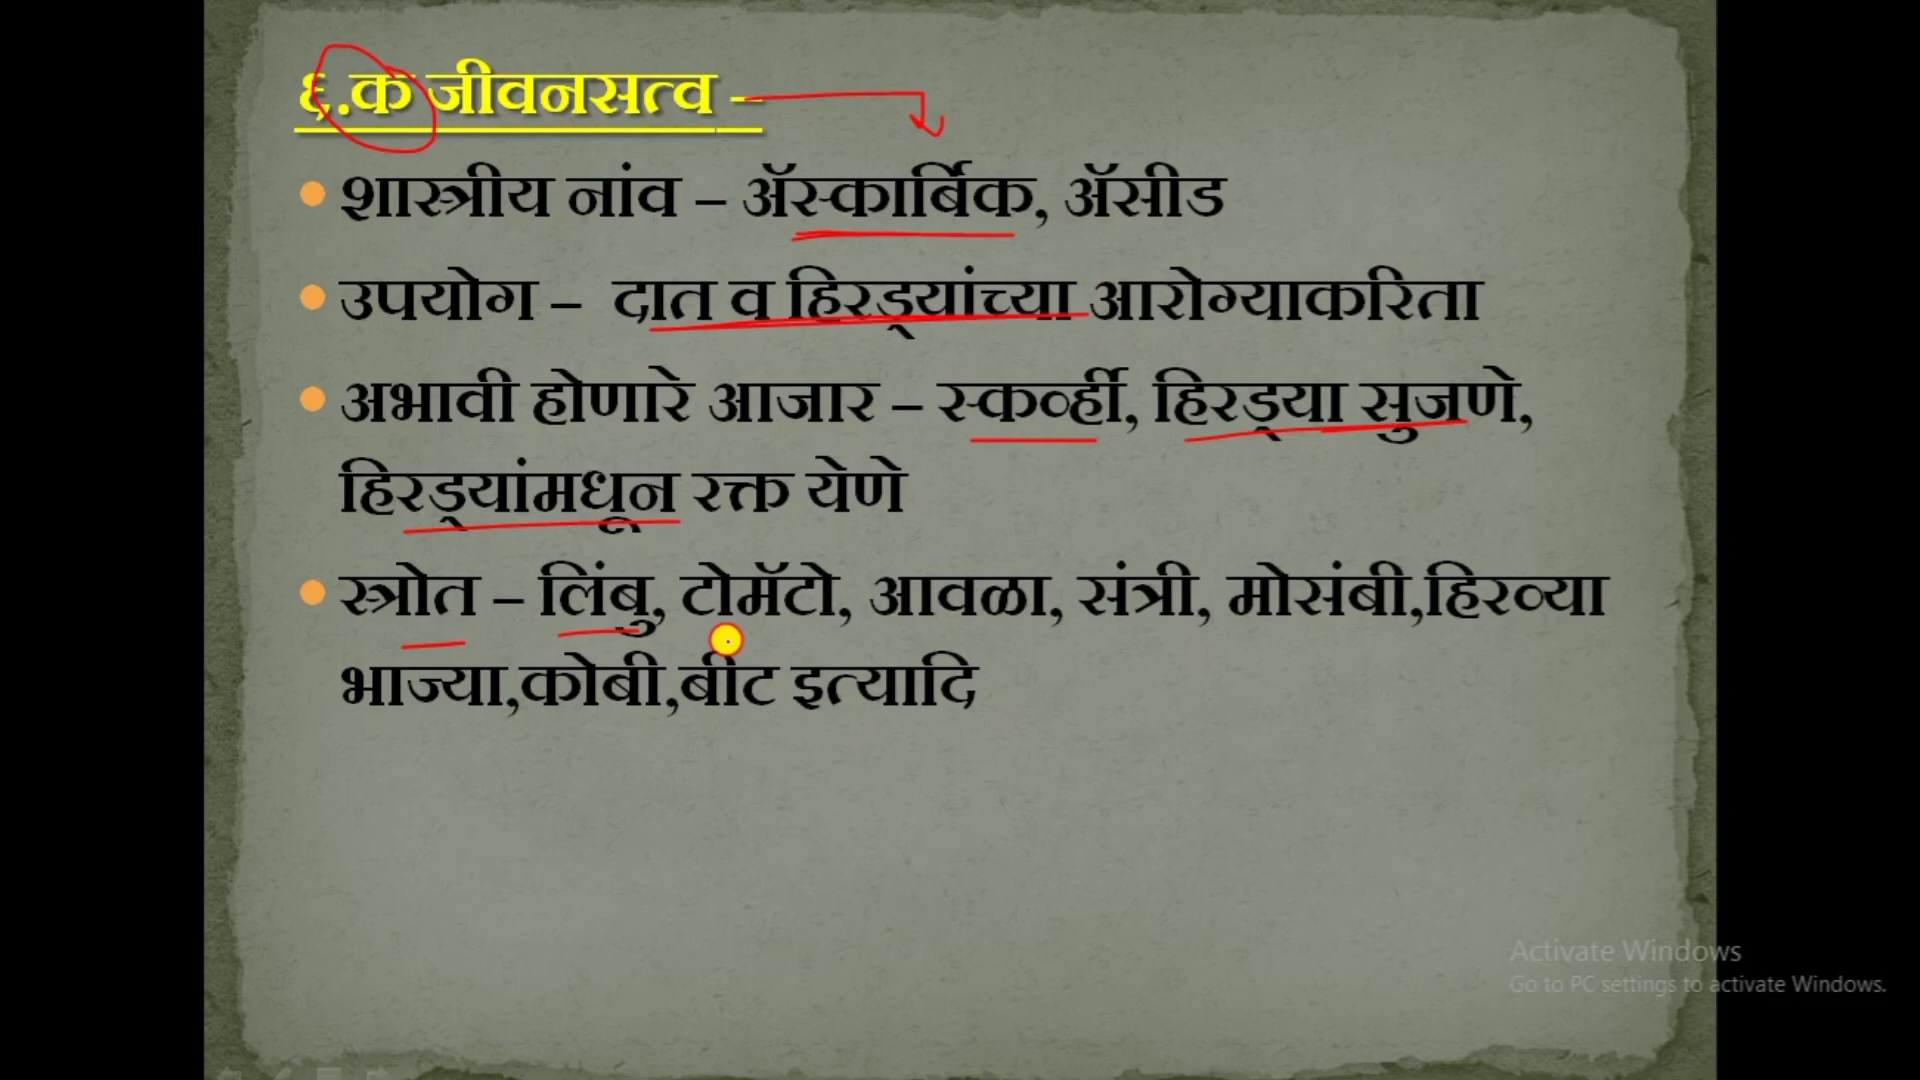 ६.क जीवनसत्व –
शास्त्रीय नांव – ॲस्कार्बिक, ॲसीड
उपयोग – दात व हिरड्यांच्या आरोग्याकरिता
अभावी होणारे आजार – स्कर्व्ही, हिरड्या सुजणे,
हिरड्यांमधून रक्त येणे
स्त्रोत – लिंबु, टोमॅटो, आवळा, संत्री, मोसंबी,हिरव्या
भाज्या,कोबी,बीट इत्यादि
Activate Windows
Go to PC settings to activate Windows.